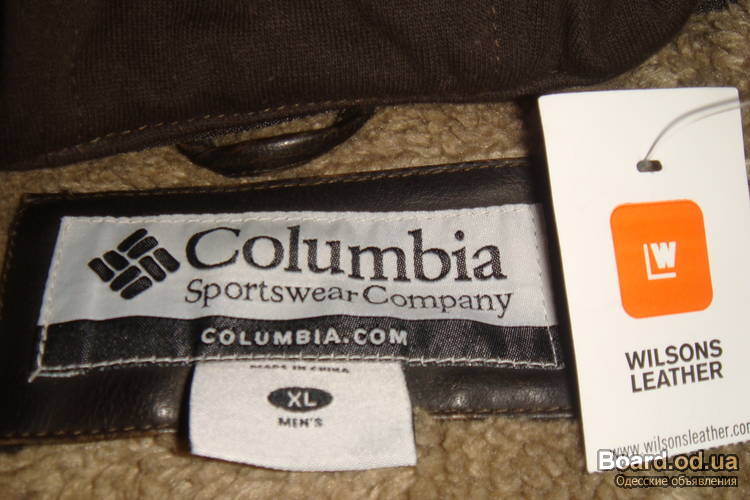 Columbia
Sportswear Company
COLUMBIA.COM
MADE IN CHINA
XL
MEN'S
LW
WILSONS
LEATHER
www.wilsonsleather.com
Board.od.ua
Одесские объявления